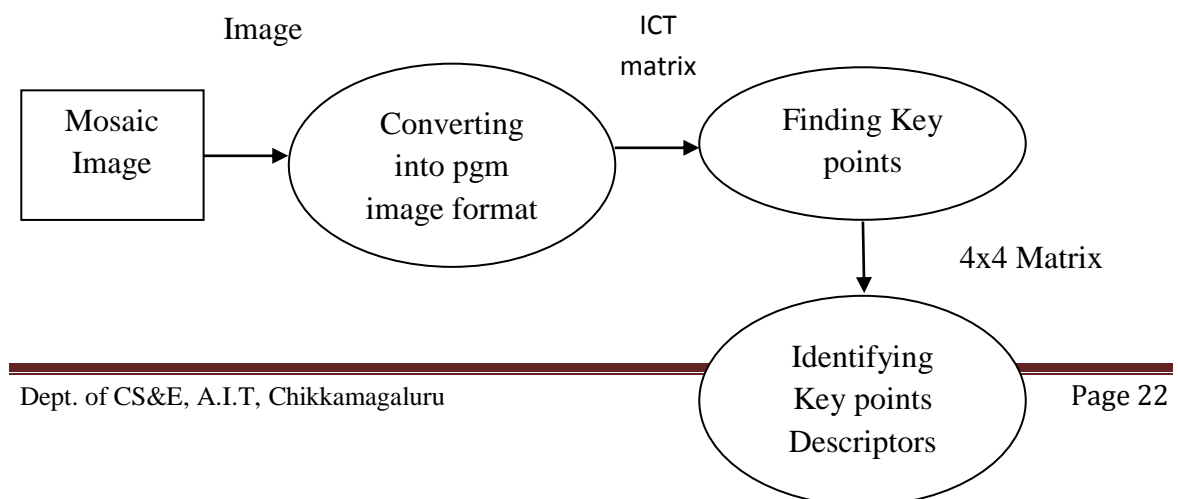 Image
ICT
matrix
Mosaic
Image
Converting
into pgm
image format
Finding Key
points
4x4 Matrix
Identifying
Key points
Descriptors
Dept. of CS&E, A.I.T, Chikkamagaluru
Page 22